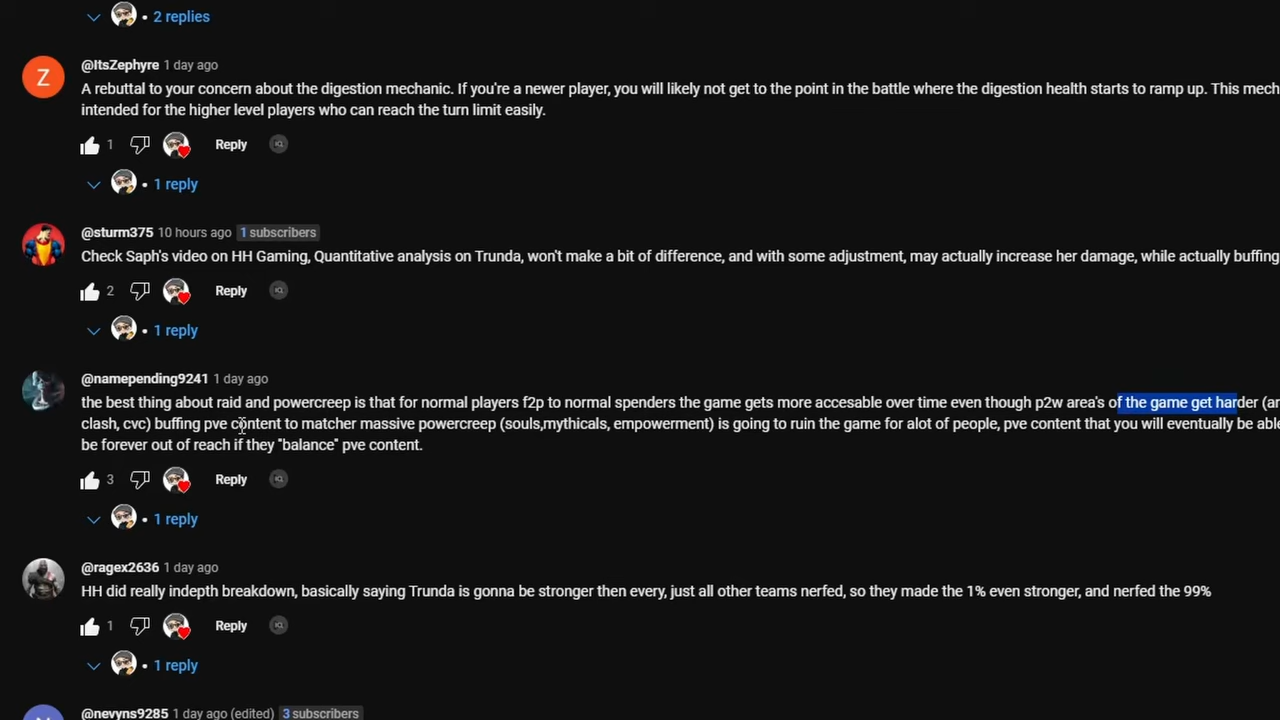 • 2 replies
@ItsZephyre 1 day ago
A rebuttal to your concern about the digestion mechanic. If you're a newer player, you will likely not get to the point in the battle where the digestion health starts to ramp up. This mech
intended for the higher level players who can reach the turn limit easily.
1 Reply
• 1 reply
@sturm375 10 hours ago 1 subscribers
Check Saph's video on HH Gaming, Quantitative analysis on Trunda, won't make a bit of difference, and with some adjustment, may actually increase her damage, while actually buffing
2 Reply
• 1 reply
@namepending9241 1 day ago
the best thing about raid and powercreep is that for normal players f2p to normal spenders the game gets more accesable over time even though p2w area's of the game get harder (ar
clash, cvc) buffing pve content to matcher massive powercreep (souls,mythicals, empowerment) is going to ruin the game for alot of people, pve content that you will eventually be able
be forever out of reach if they "balance" pve content.
3 Reply
• 1 reply
@ragex2636 1 day ago
HH did really indepth breakdown, basically saying Trunda is gonna be stronger then every, just all other teams nerfed, so they made the 1% even stronger, and nerfed the 99%
1 Reply
• 1 reply
@nevyns9285 1 day ago (edited) 3 subscribers